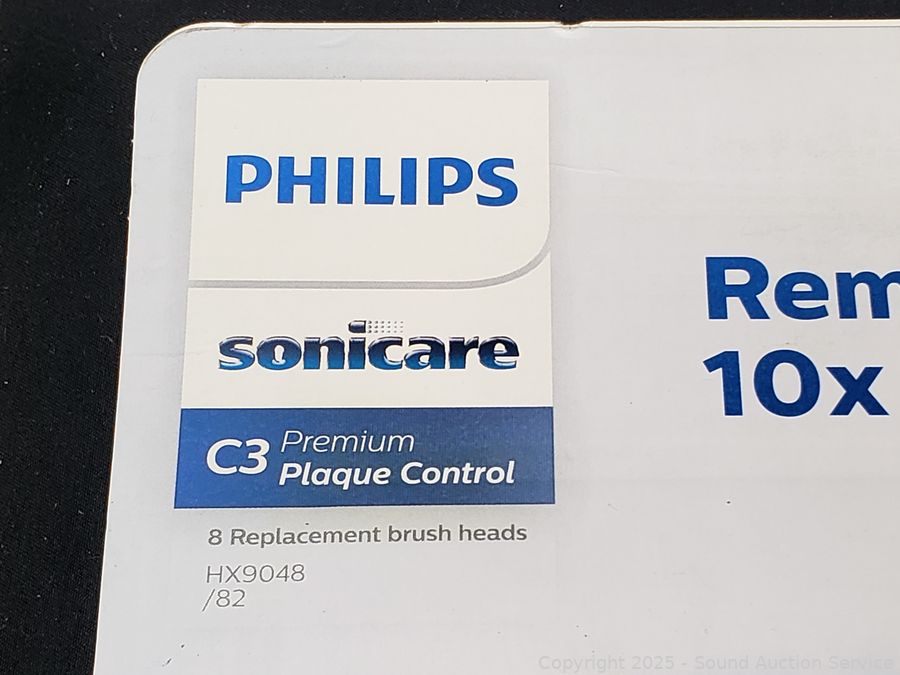 PHILIPS
sonicare
C3 Premium
Plaque Control
8 Replacement brush heads
HX9048
/82
Rem
10x
Copyright 2025 - Sound Auction Service